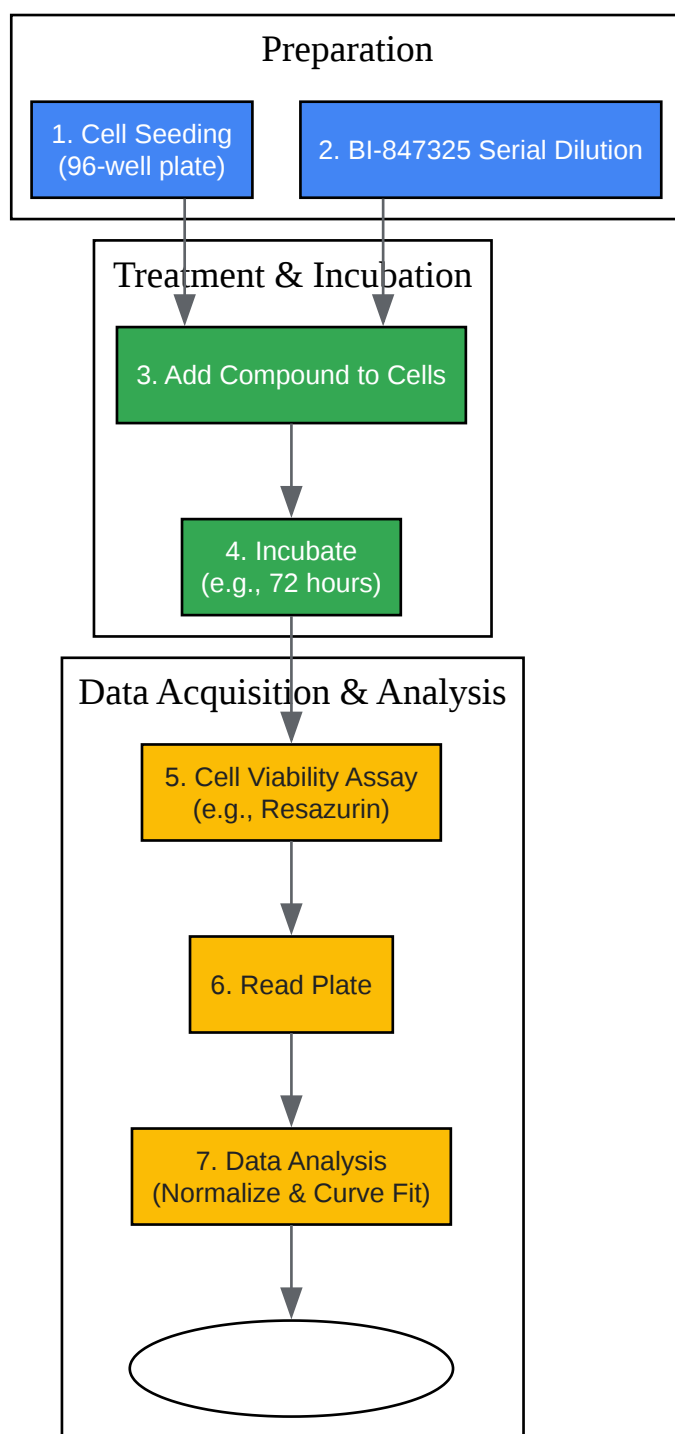 Preparation
1. Cell Seeding
(96-well plate)
2. BI-847325 Serial Dilution
Treatment & Incubation
3. Add Compound to Cells
4. Incubate
(e.g., 72 hours)
Data Acquisition & Analysis
5. Cell Viability Assay
(e.g., Resazurin)
6. Read Plate
7. Data Analysis
(Normalize & Curve Fit)